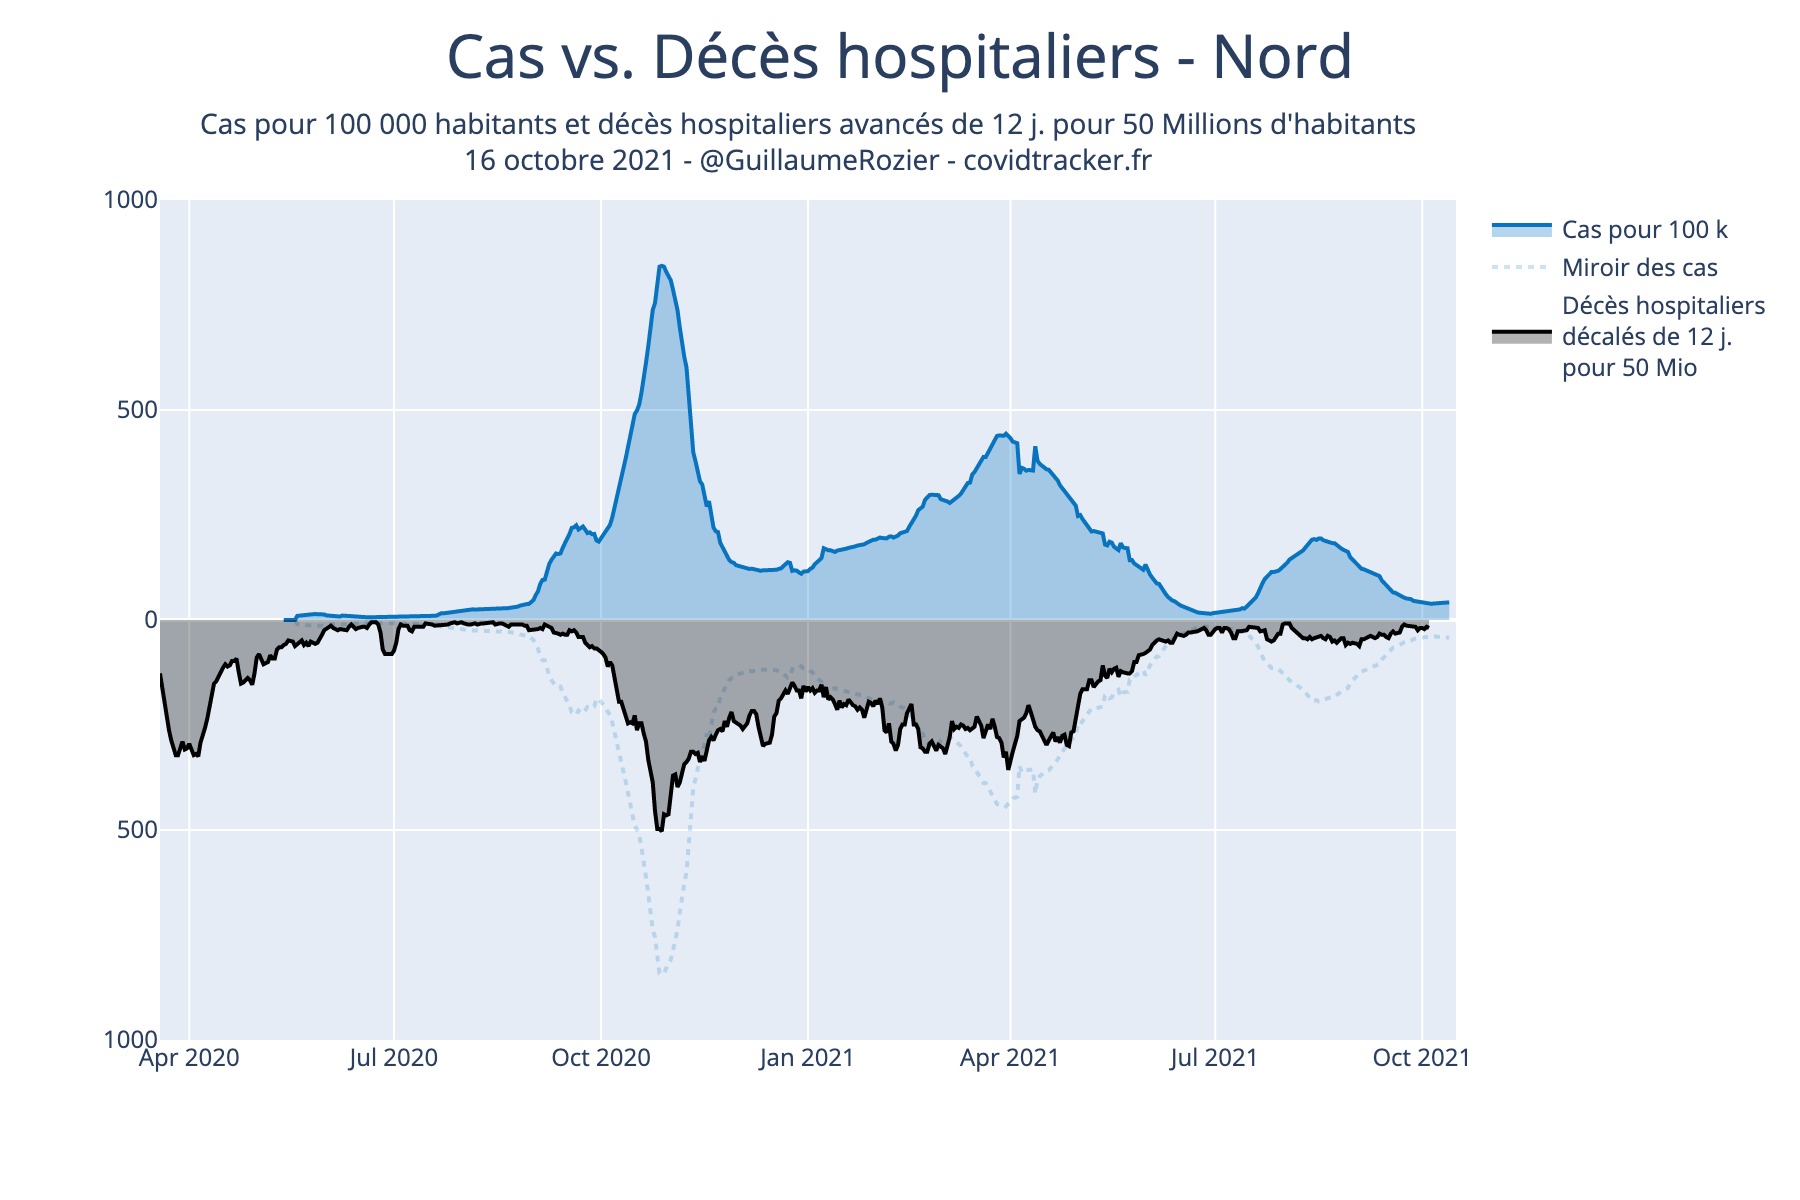 Cas vs. Décès hospitaliers - Nord
Cas pour 100 000 habitants et décès hospitaliers avancés de 12 j. pour 50 Millions d'habitants
16 octobre 2021 - @GuillaumeRozier - covidtracker.fr
1000
500
0
500
1000
Apr 2020
Jul 2020
Oct 2020
Jan 2021
Apr 2021
Jul 2021
Oct 2021
Cas pour 100 k
Miroir des cas
Décès hospitaliers
décalés de 12 j.
pour 50 Mio